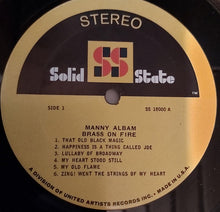 STEREO
SS
Solid State
TM
SIDE 1
SS 18000 A
MANNY ALBAM
BRASS ON FIRE
1. THAT OLD BLACK MAGIC
2. HAPPINESS IS A THING CALLED JOE
3. LULLABY OF BROADWAY
4. MY HEART STOOD STILL
5. MY OLD FLAME
6. ZING! WENT THE STRINGS OF MY HEART
A DIVISION OF UNITED ARTISTS RECORDS INC.